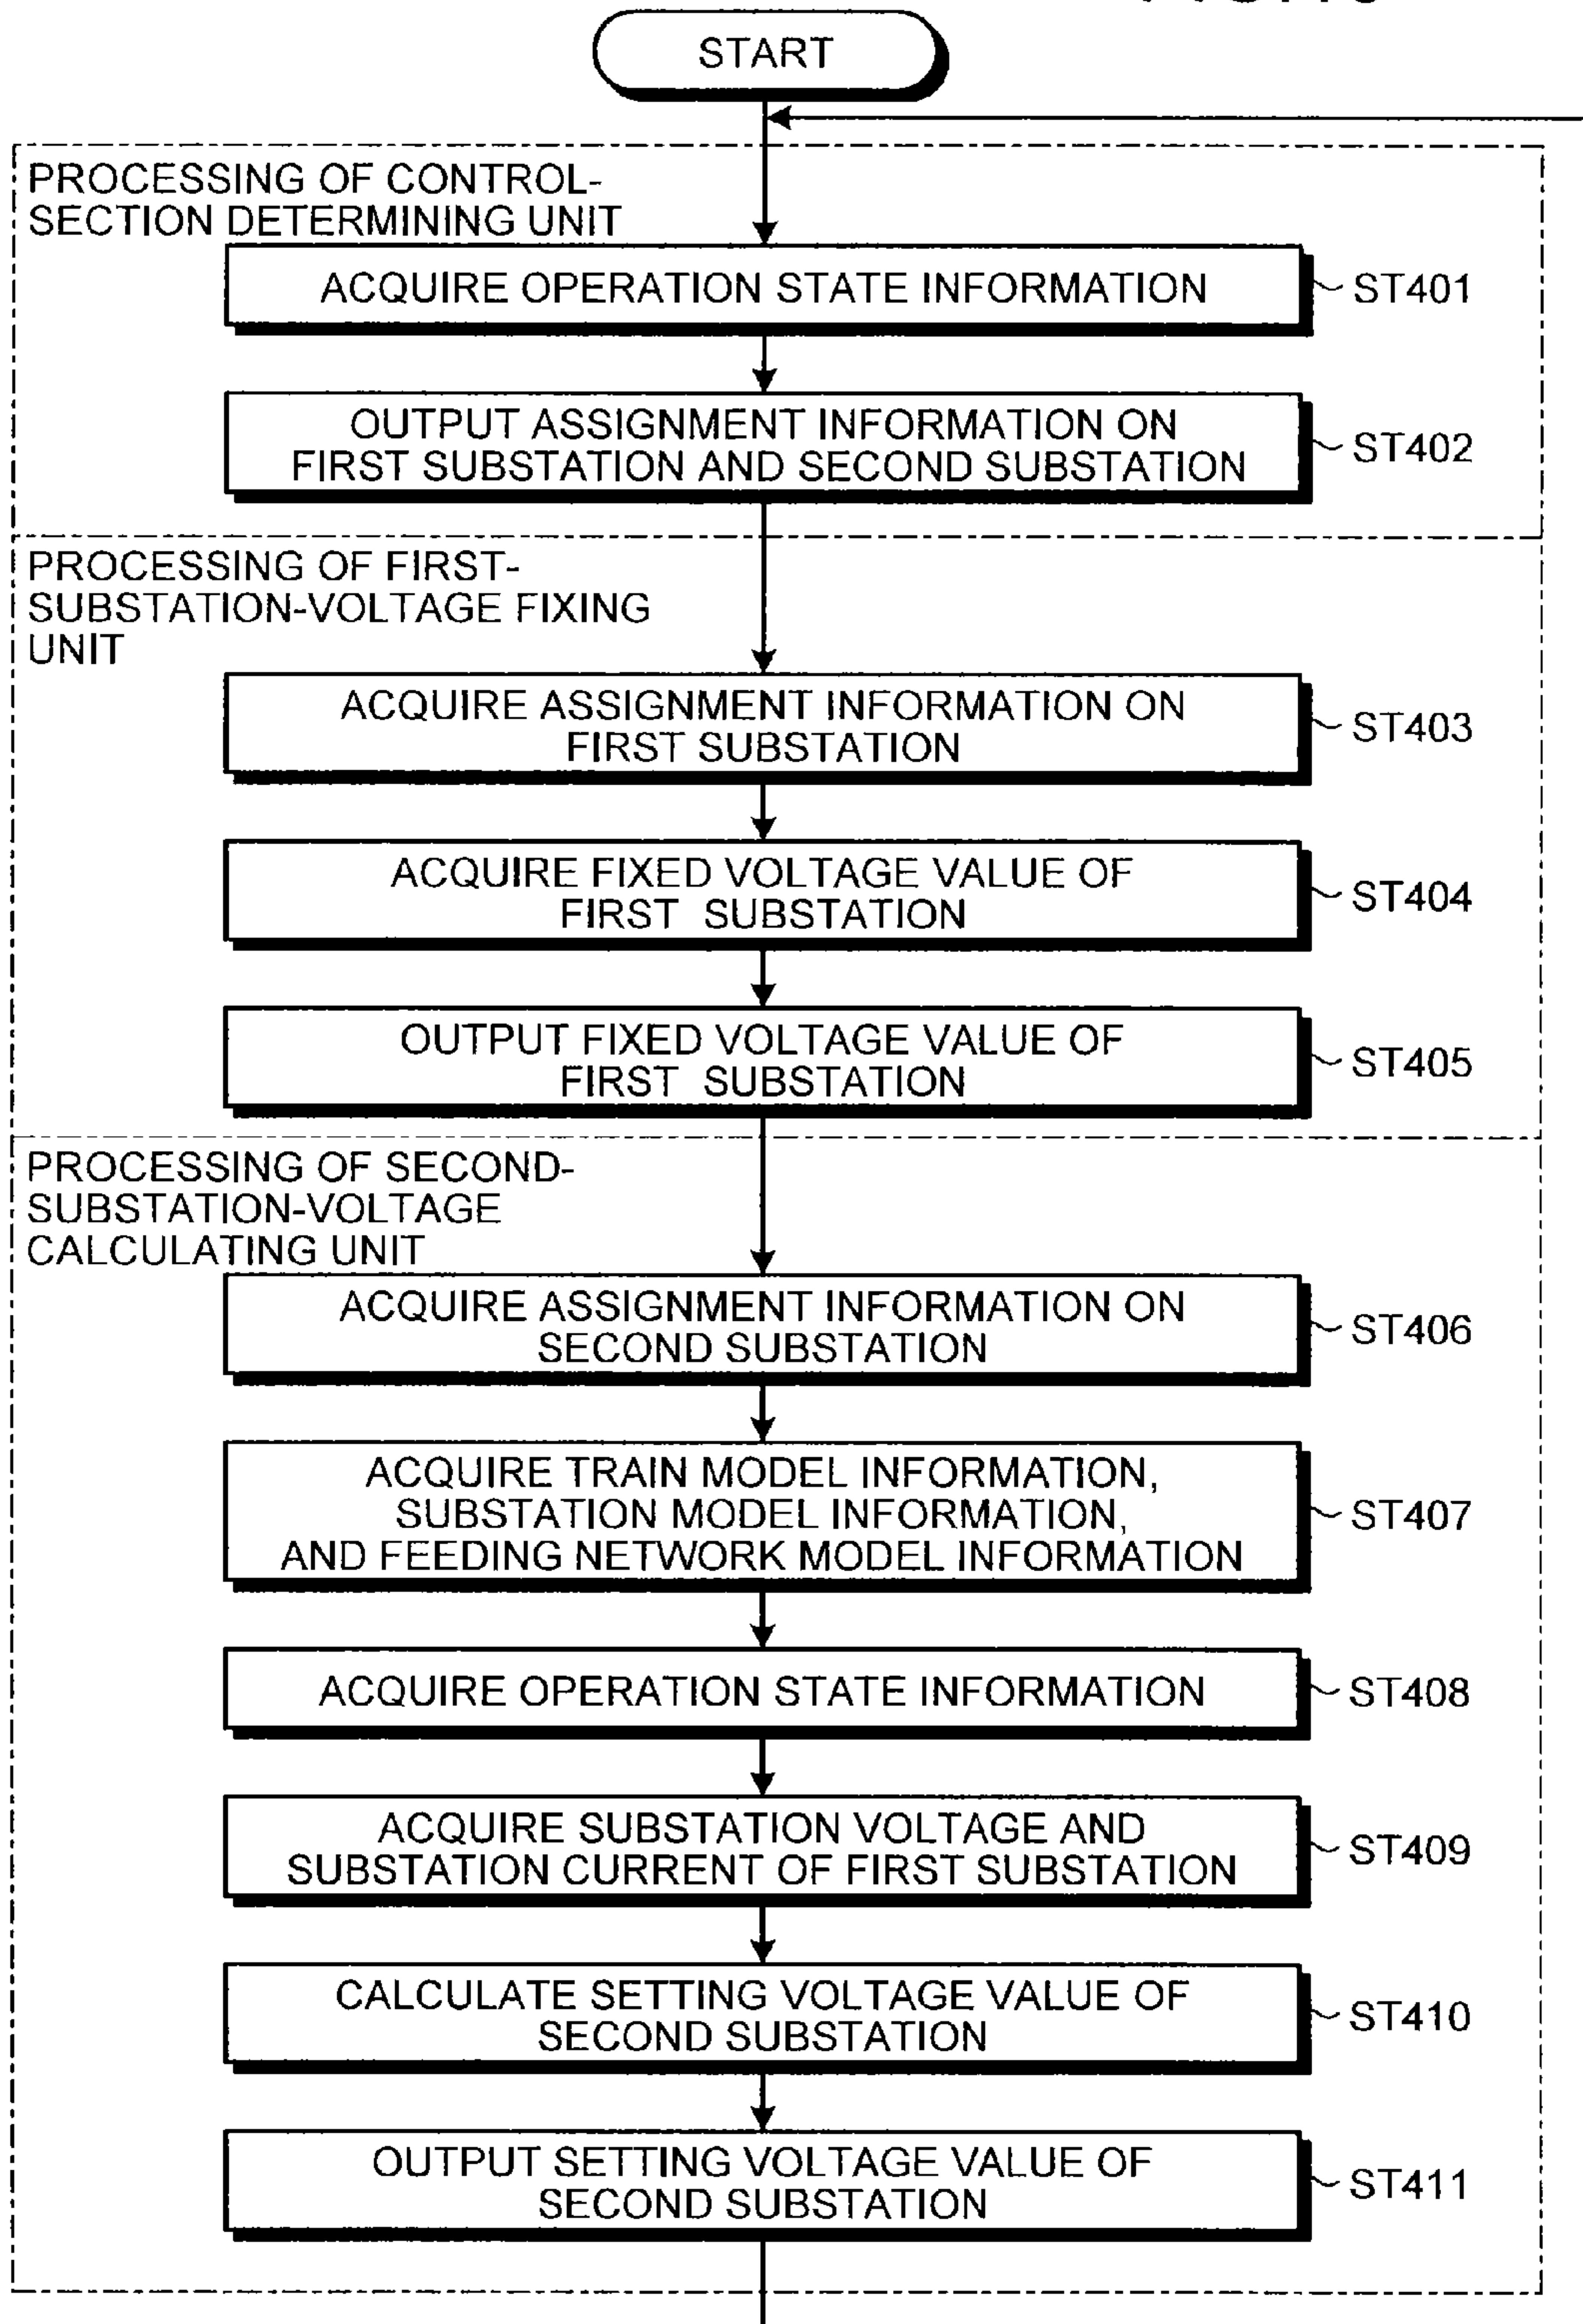 START
PROCESSING OF CONTROL-
SECTION DETERMINING UNIT
ACQUIRE OPERATION STATE INFORMATION
ST401
OUTPUT ASSIGNMENT INFORMATION ON
FIRST SUBSTATION AND SECOND SUBSTATION
ST402
PROCESSING OF FIRST-
SUBSTATION-VOLTAGE FIXING
UNIT
ACQUIRE ASSIGNMENT INFORMATION ON
FIRST SUBSTATION
ST403
ACQUIRE FIXED VOLTAGE VALUE OF
FIRST SUBSTATION
ST404
OUTPUT FIXED VOLTAGE VALUE OF
FIRST SUBSTATION
ST405
PROCESSING OF SECOND-
SUBSTATION-VOLTAGE
CALCULATING UNIT
ACQUIRE ASSIGNMENT INFORMATION ON
SECOND SUBSTATION
ST406
ACQUIRE TRAIN MODEL INFORMATION,
SUBSTATION MODEL INFORMATION,
AND FEEDING NETWORK MODEL INFORMATION
ST407
ACQUIRE OPERATION STATE INFORMATION
ST408
ACQUIRE SUBSTATION VOLTAGE AND
SUBSTATION CURRENT OF FIRST SUBSTATION
ST409
CALCULATE SETTING VOLTAGE VALUE OF
SECOND SUBSTATION
ST410
OUTPUT SETTING VOLTAGE VALUE OF
SECOND SUBSTATION
ST411